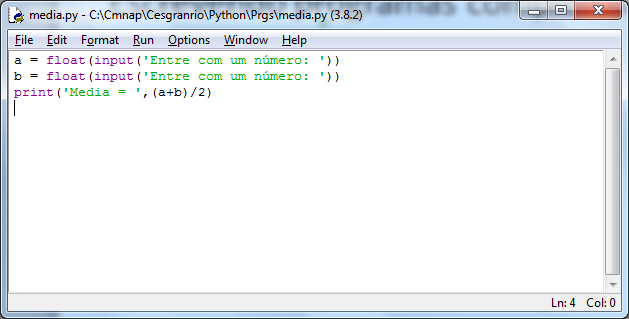 media.py - C:\Cmnap\Cesgranrio\Python\Prgs\media.py (3.8.2)
File Edit Format Run Options Window Help
a = float(input('Entre com um número: '))
b = float(input('Entre com um número: '))
print('Media = ',(a+b)/2)
Ln: 4 Col: 0